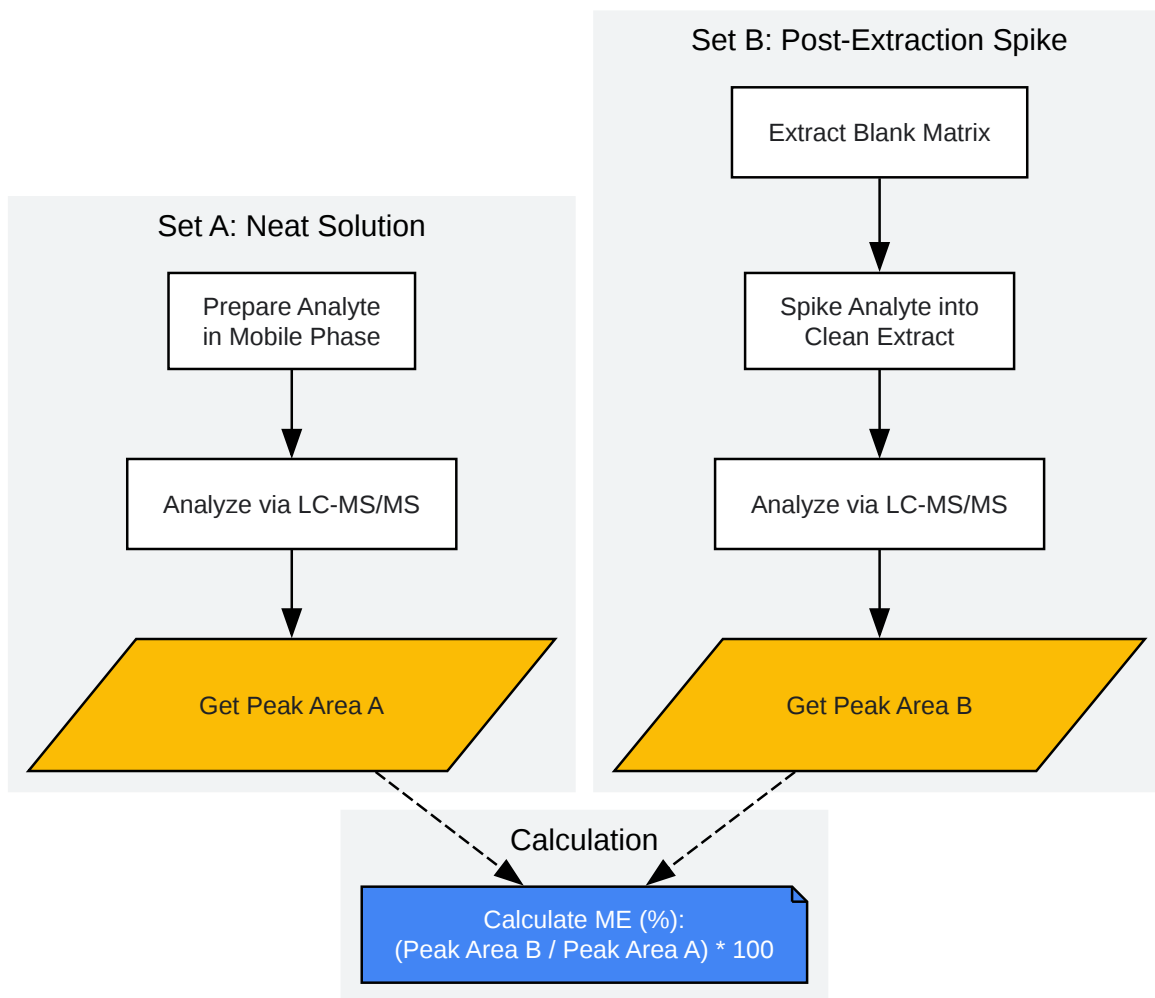 Set A: Neat Solution
Prepare Analyte
in Mobile Phase
Analyze via LC-MS/MS
Get Peak Area A
Set B: Post-Extraction Spike
Extract Blank Matrix
Spike Analyte into
Clean Extract
Analyze via LC-MS/MS
Get Peak Area B
Calculation
Calculate ME (%):
(Peak Area B / Peak Area A) * 100